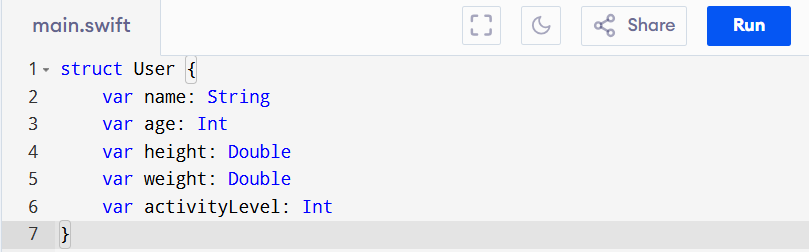 main.swift Share Run
1 struct User {
2     var name: String
3     var age: Int
4     var height: Double
5     var weight: Double
6     var activityLevel: Int
7 }